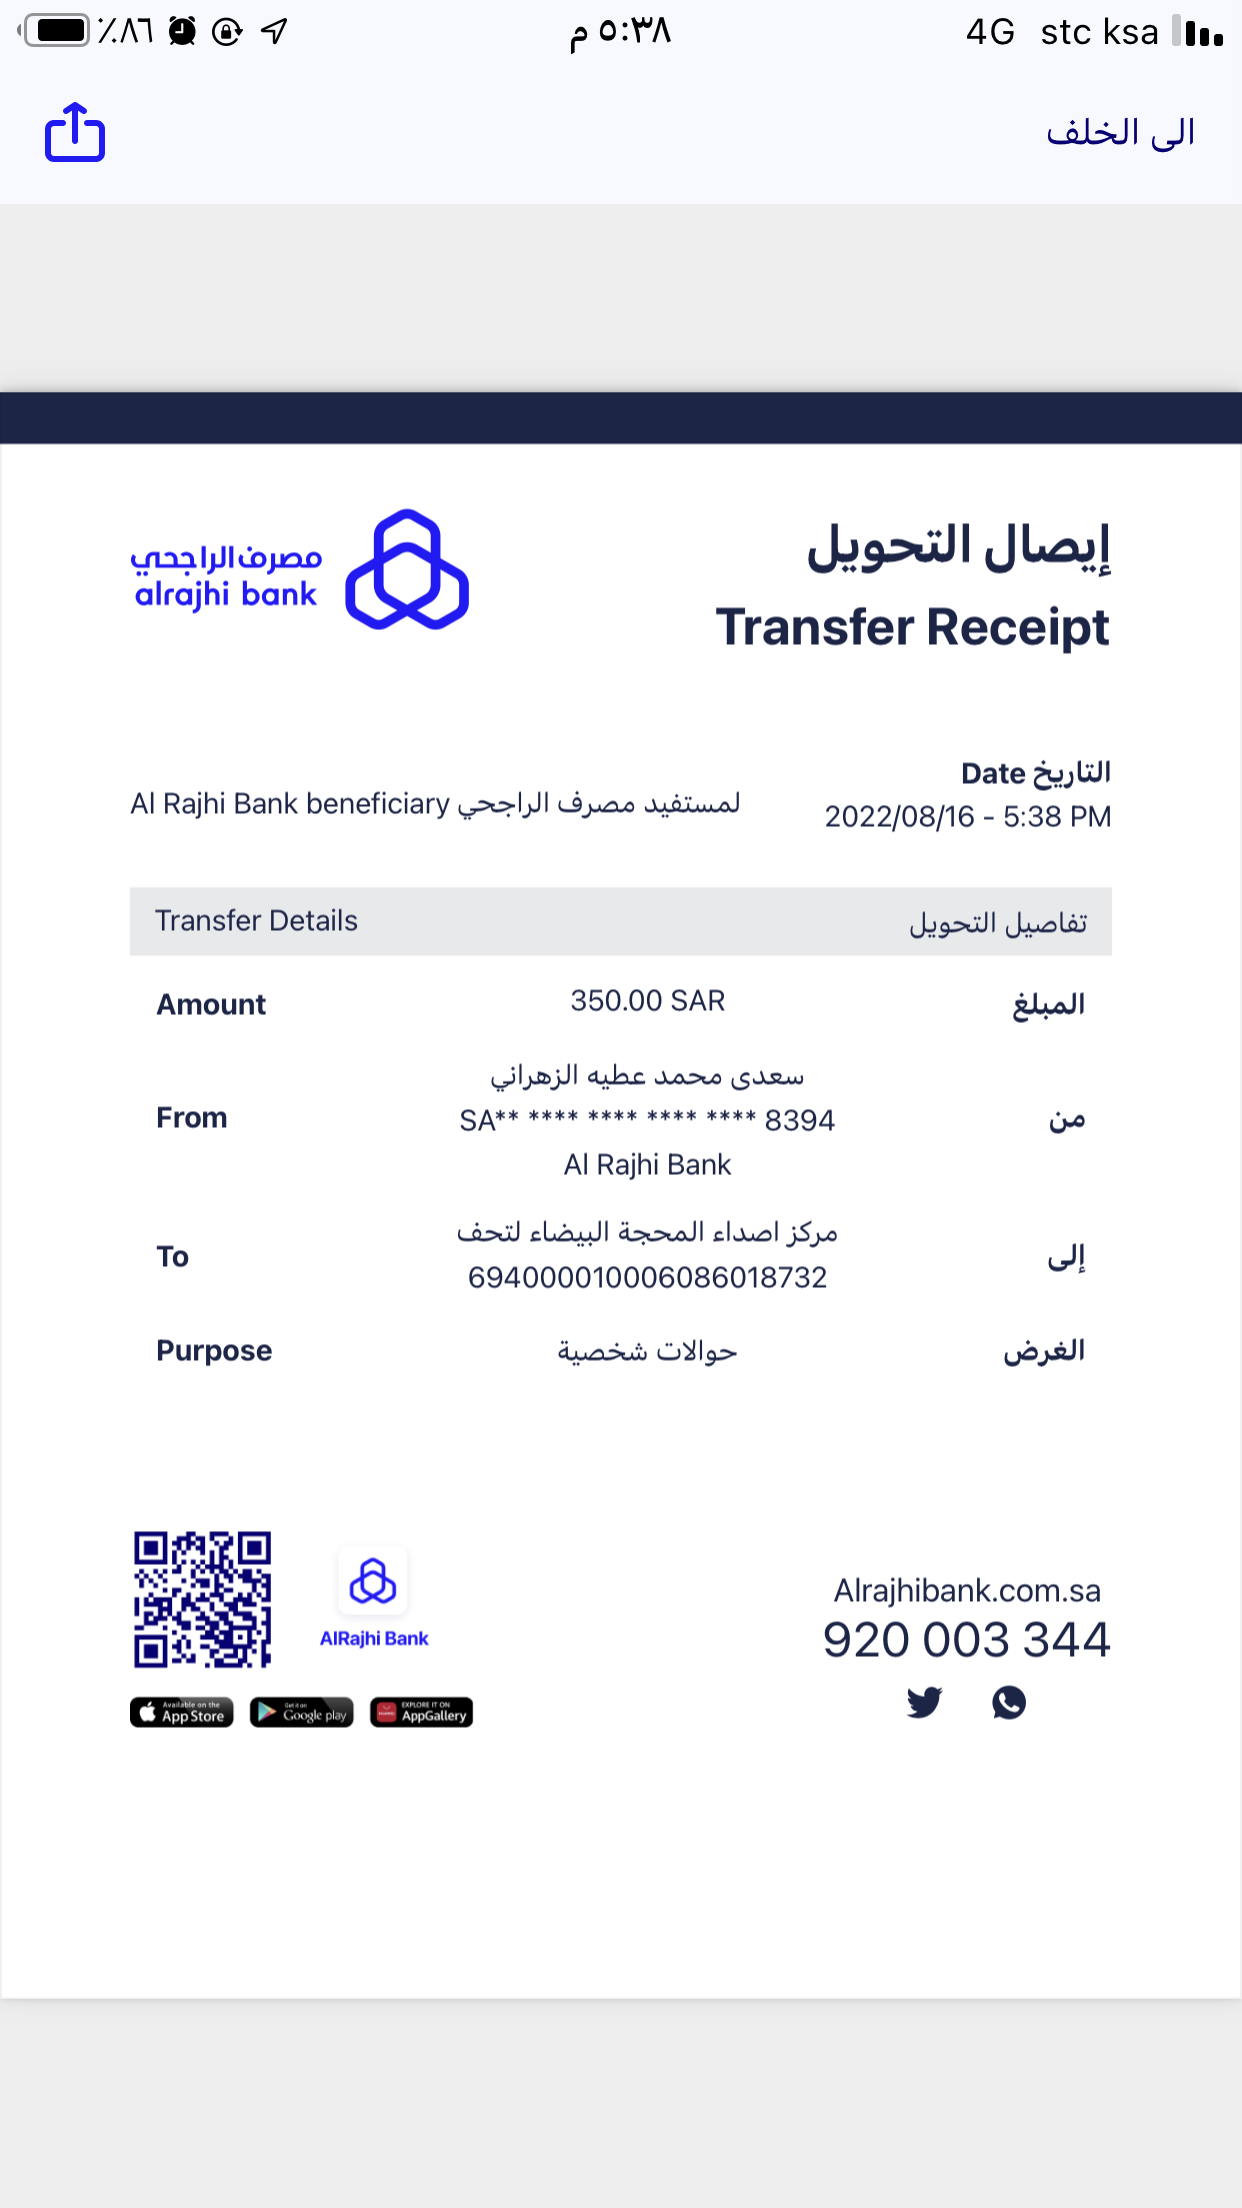 ٪٨٦ ٥:٣٨ م 4G stc ksa
الى الخلف
إيصال التحويل
Transfer Receipt
مصرف الراجحي
alrajhi bank
التاريخ Date
2022/08/16 - 5:38 PM
لمستفيد مصرف الراجحي Al Rajhi Bank beneficiary
Transfer Details تفاصيل التحويل
Amount 350.00 SAR المبلغ
سعدى محمد عطيه الزهراني
From SA** **** **** **** **** 8394 من
Al Rajhi Bank
مركز اصداء المحجة البيضاء لتحف
To إلى
694000010006086018732
Purpose حوالات شخصية الغرض
AlRajhi Bank
Available on the App Store
Get it on Google play
EXPLORE IT ON AppGallery
Alrajhibank.com.sa
920 003 344